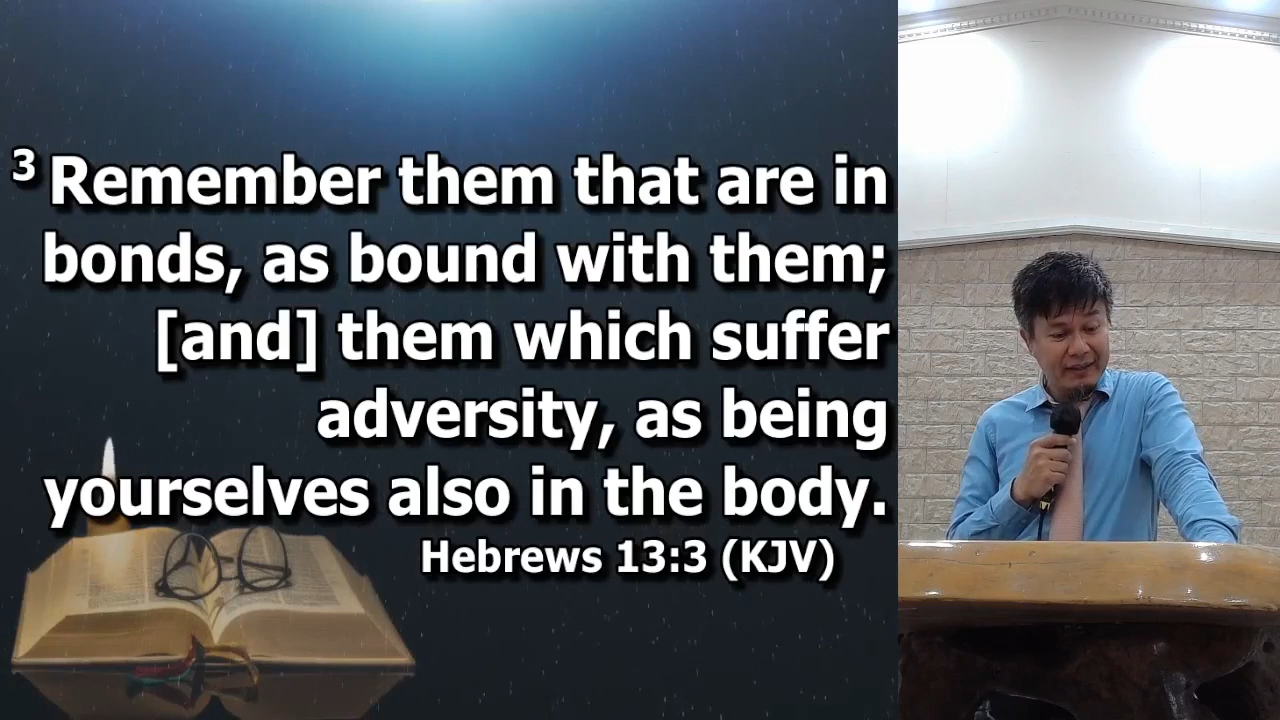 3 Remember them that are in
bonds, as bound with them;
[and] them which suffer
adversity, as being
yourselves also in the body.
Hebrews 13:3 (KJV)